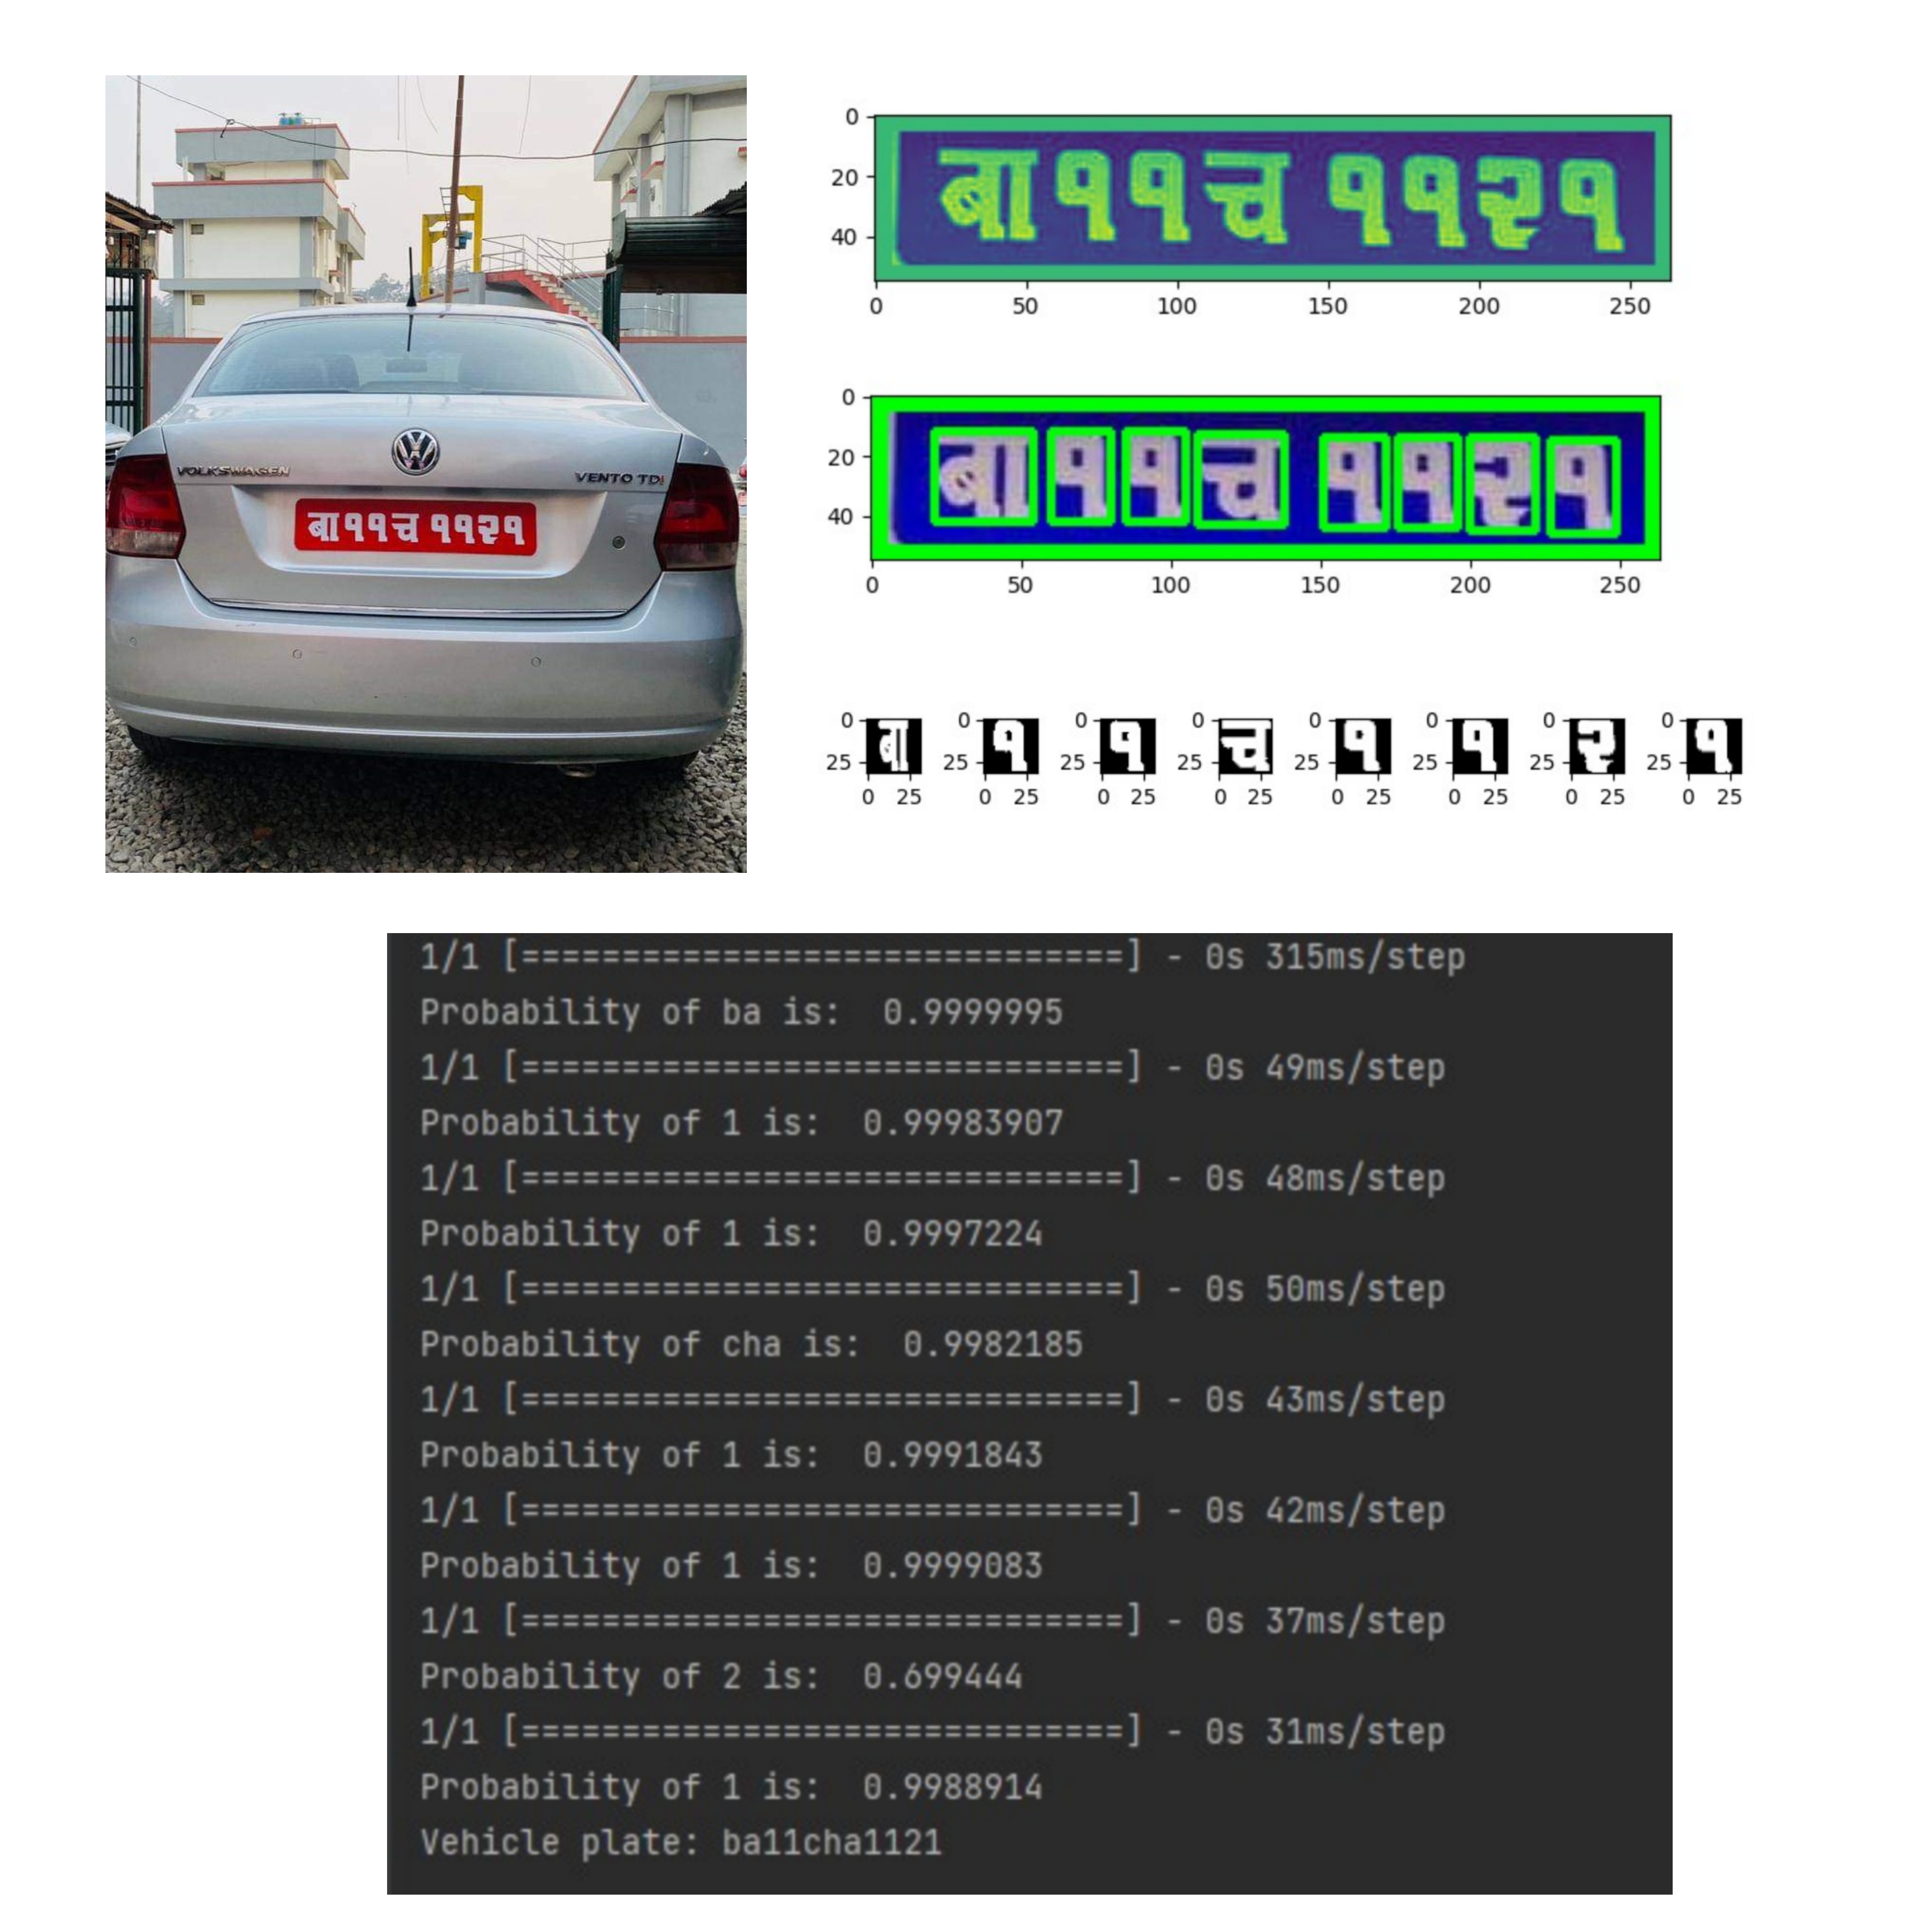 VOLKSWAGEN
VENTO TDI
बा११च ११२१
0
20
40
बा११च ११२१
0 50 100 150 200 250
0
20
40
बा १ १ च १ १ २ १
0 50 100 150 200 250
0 0 0 0 0 0 0 0
बा १ १ च १ १ २ १
25 25 25 25 25 25 25 25
0 25 0 25 0 25 0 25 0 25 0 25 0 25 0 25
1/1 [==============================] - 0s 315ms/step
Probability of ba is:  0.9999995
1/1 [==============================] - 0s 49ms/step
Probability of 1 is:  0.99983907
1/1 [==============================] - 0s 48ms/step
Probability of 1 is:  0.9997224
1/1 [==============================] - 0s 50ms/step
Probability of cha is:  0.9982185
1/1 [==============================] - 0s 43ms/step
Probability of 1 is:  0.9991843
1/1 [==============================] - 0s 42ms/step
Probability of 1 is:  0.9999083
1/1 [==============================] - 0s 37ms/step
Probability of 2 is:  0.699444
1/1 [==============================] - 0s 31ms/step
Probability of 1 is:  0.9988914
Vehicle plate: ba11cha1121